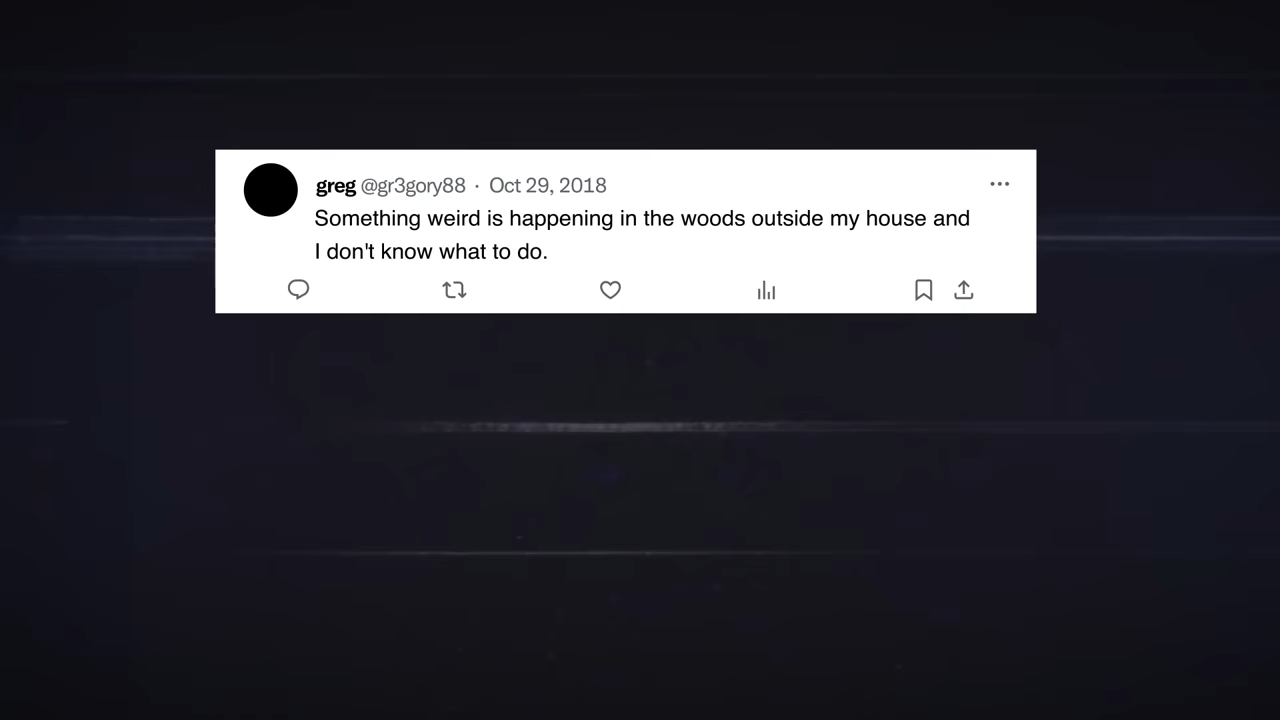 greg @gr3gory88 · Oct 29, 2018
Something weird is happening in the woods outside my house and
I don't know what to do.